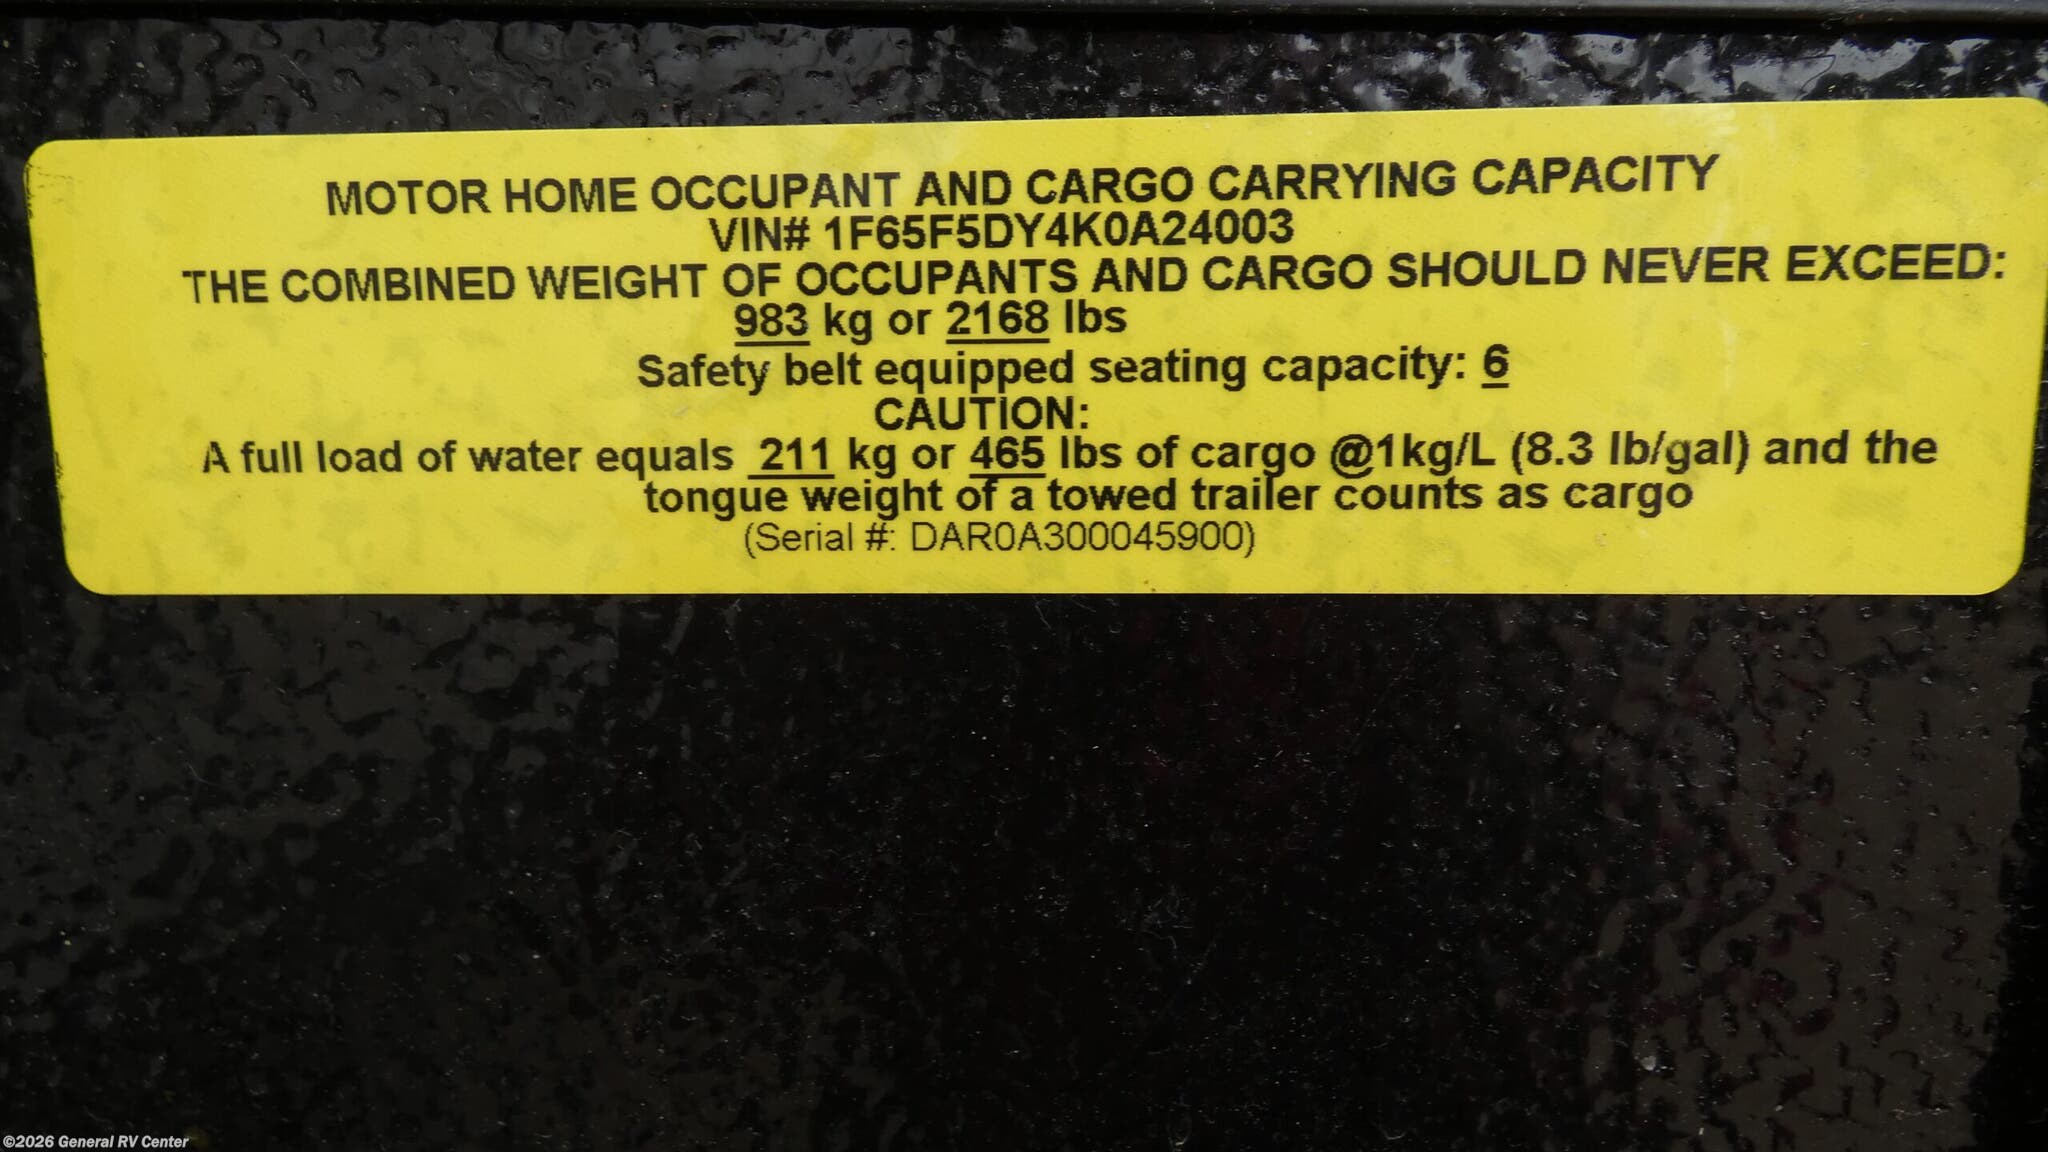 MOTOR HOME OCCUPANT AND CARGO CARRYING CAPACITY
VIN# 1F65F5DY4K0A24003
THE COMBINED WEIGHT OF OCCUPANTS AND CARGO SHOULD NEVER EXCEED:
983 kg or 2168 lbs
Safety belt equipped seating capacity: 6
CAUTION:
A full load of water equals 211 kg or 465 lbs of cargo @1kg/L (8.3 lb/gal) and the
tongue weight of a towed trailer counts as cargo
(Serial #: DAR0A300045900)
©2026 General RV Center